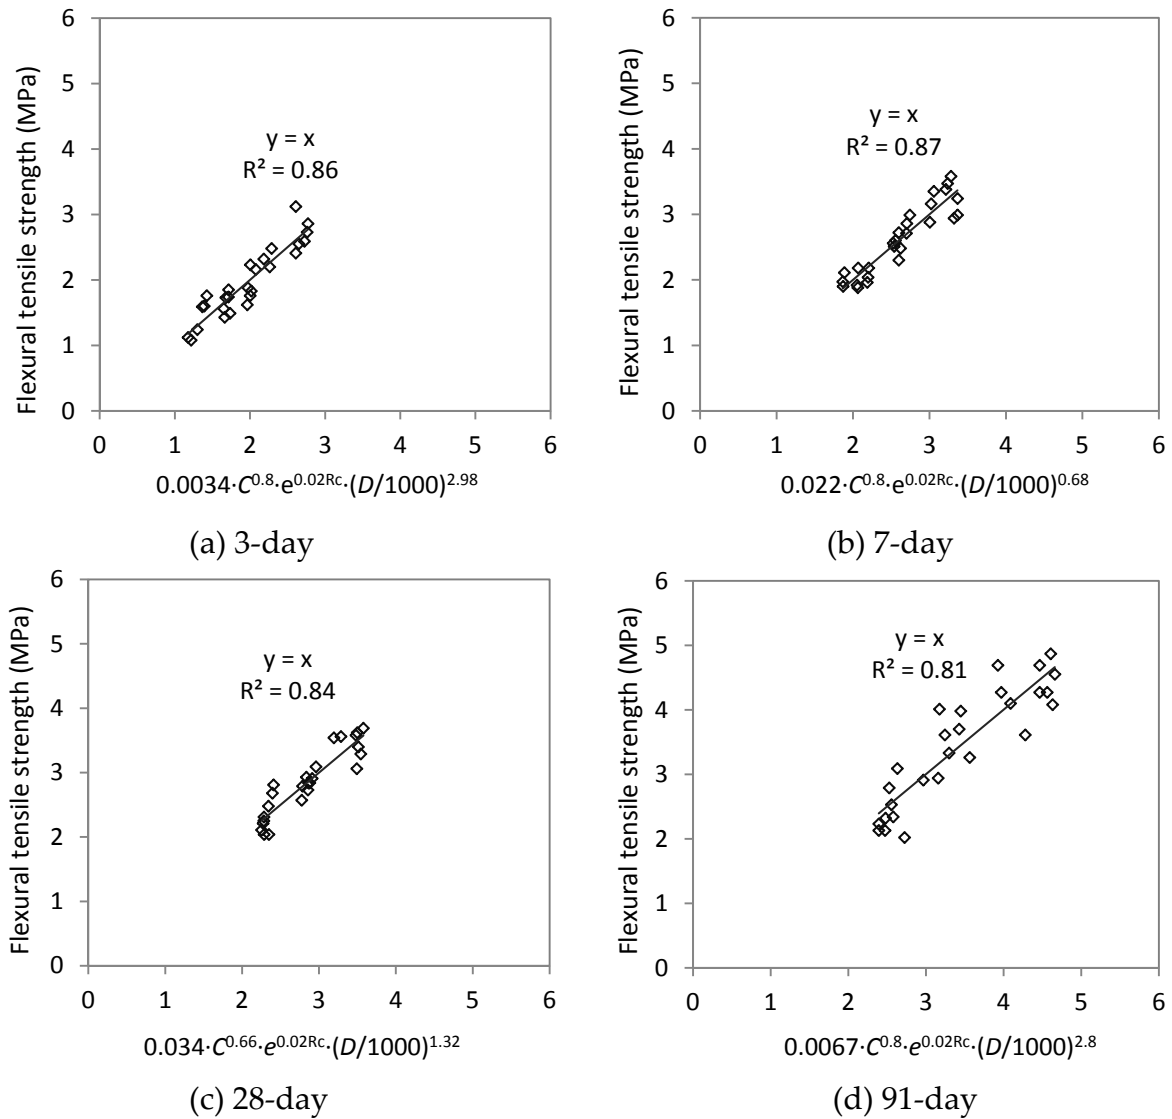 6
5
4
3
2
1
0
Flexural tensile strength (MPa)
y = x
R² = 0.86
0 1 2 3 4 5 6
0.0034·C^0.8·e^0.02Rc·(D/1000)^2.98
(a) 3-day
6
5
4
3
2
1
0
Flexural tensile strength (MPa)
y = x
R² = 0.87
0 1 2 3 4 5 6
0.022·C^0.8·e^0.02Rc·(D/1000)^0.68
(b) 7-day
6
5
4
3
2
1
0
Flexural tensile strength (MPa)
y = x
R² = 0.84
0 1 2 3 4 5 6
0.034·C^0.66·e^0.02Rc·(D/1000)^1.32
(c) 28-day
6
5
4
3
2
1
0
Flexural tensile strength (MPa)
y = x
R² = 0.81
0 1 2 3 4 5 6
0.0067·C^0.8·e^0.02Rc·(D/1000)^2.8
(d) 91-day